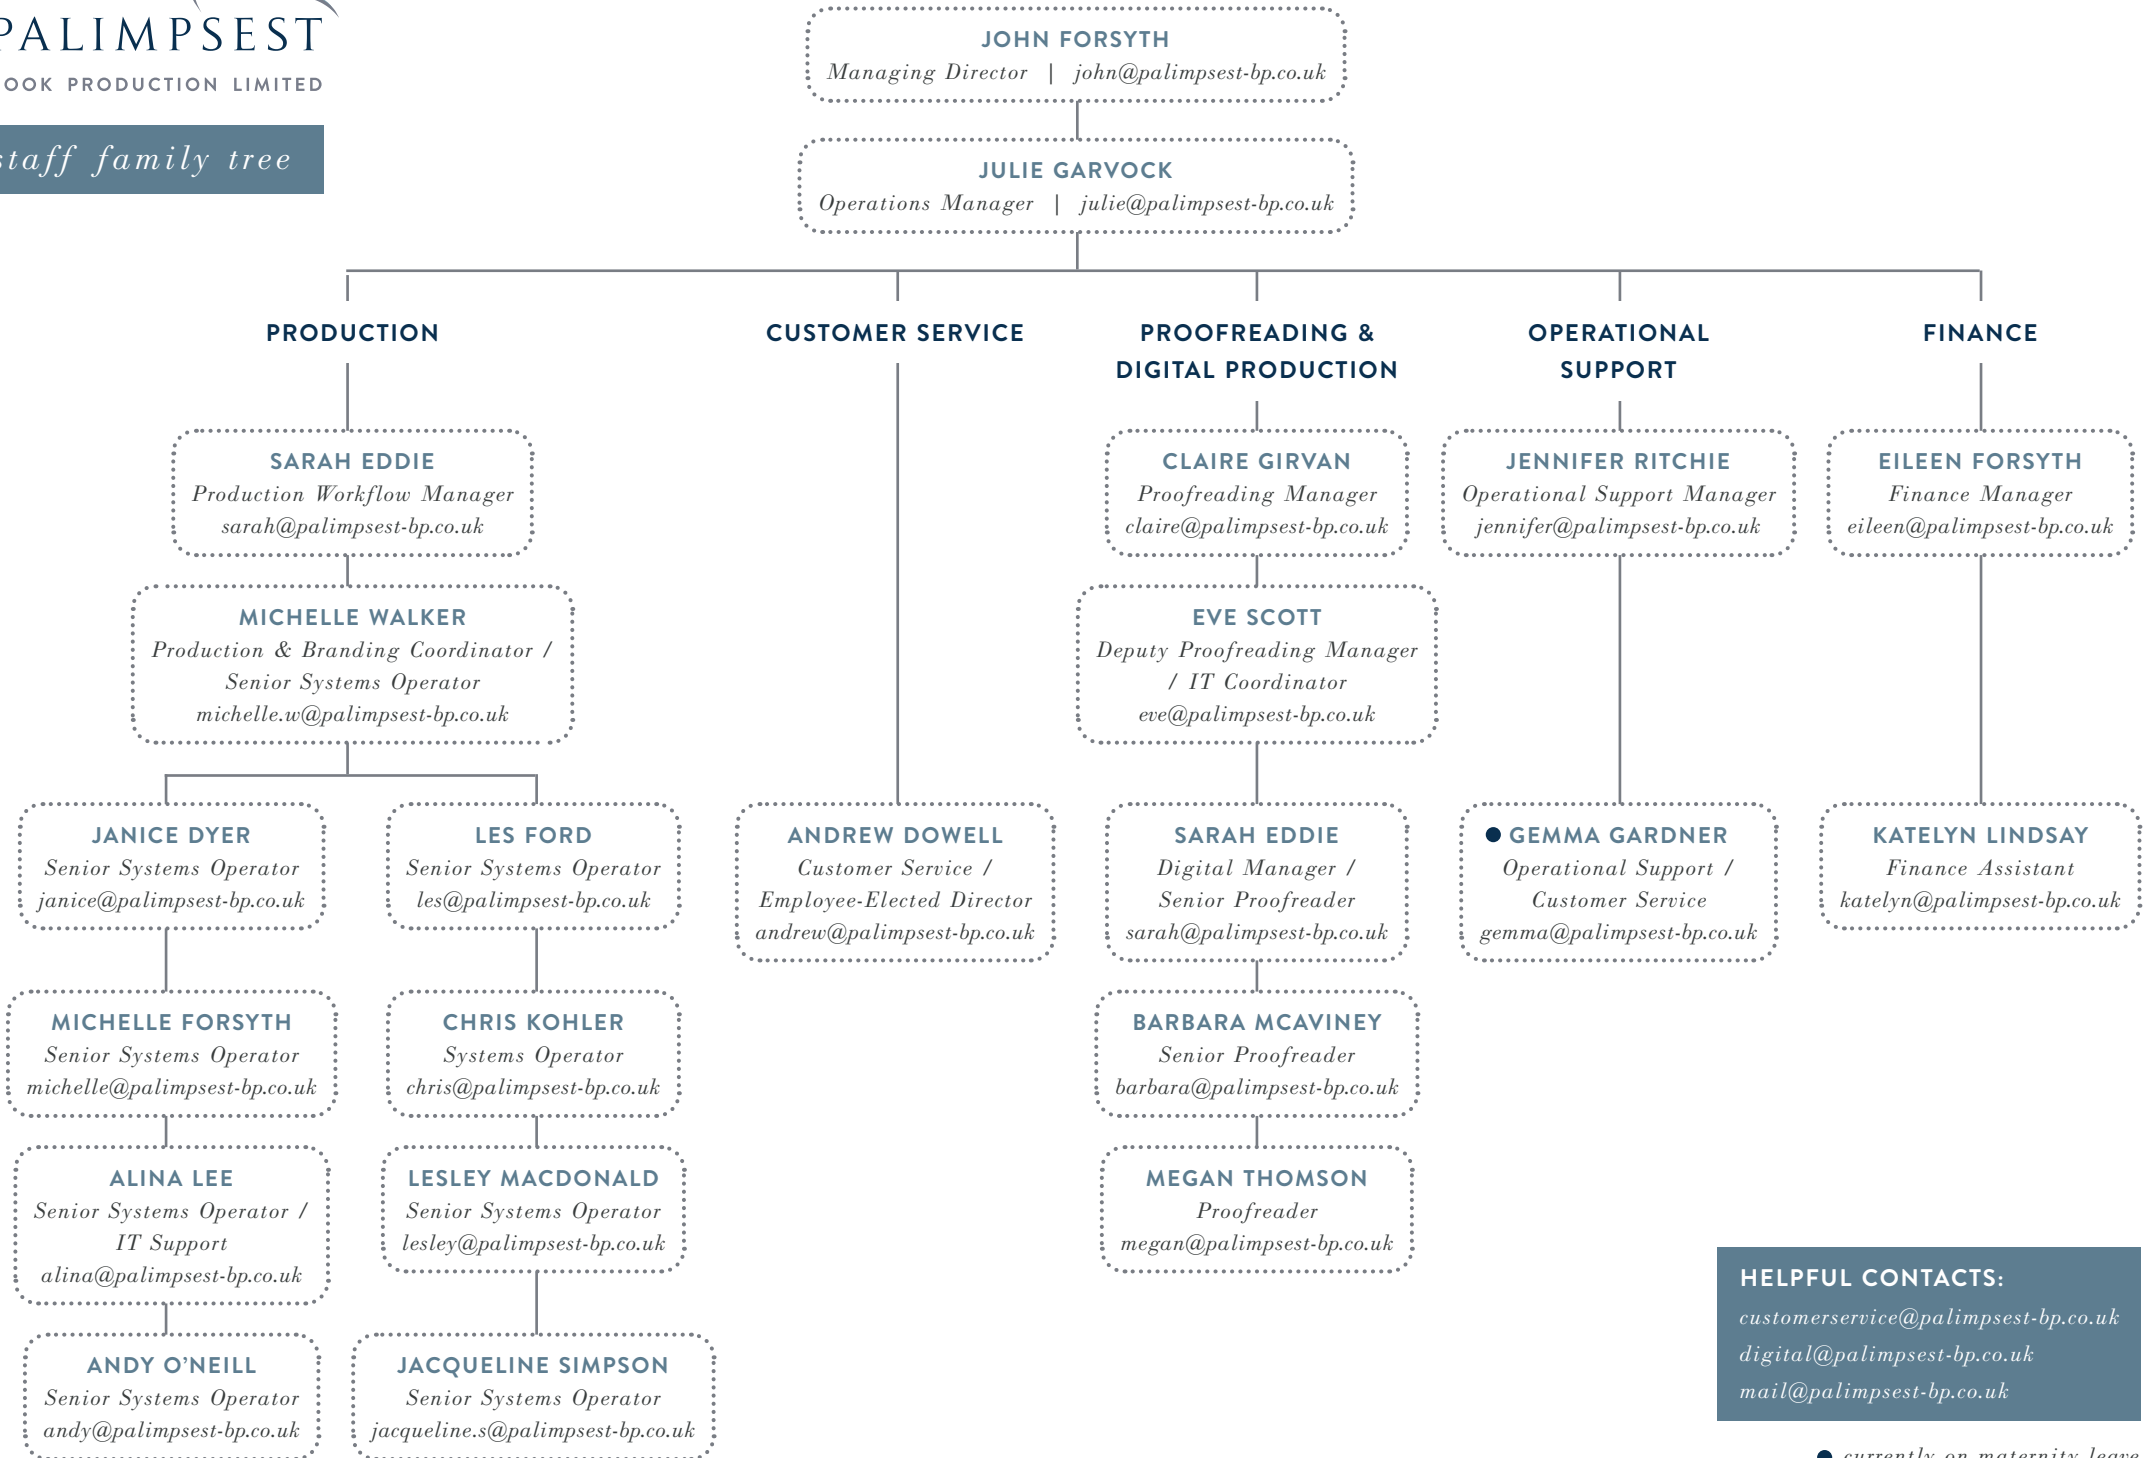 PALIMPSEST
OOK PRODUCTION LIMITED
staff family tree
JOHN FORSYTH
Managing Director | john@palimpsest-bp.co.uk
JULIE GARVOCK
Operations Manager | julie@palimpsest-bp.co.uk
PRODUCTION
SARAH EDDIE
Production Workflow Manager
sarah@palimpsest-bp.co.uk
MICHELLE WALKER
Production & Branding Coordinator /
Senior Systems Operator
michelle.w@palimpsest-bp.co.uk
JANICE DYER
Senior Systems Operator
janice@palimpsest-bp.co.uk
MICHELLE FORSYTH
Senior Systems Operator
michelle@palimpsest-bp.co.uk
ALINA LEE
Senior Systems Operator /
IT Support
alina@palimpsest-bp.co.uk
ANDY O’NEILL
Senior Systems Operator
andy@palimpsest-bp.co.uk
LES FORD
Senior Systems Operator
les@palimpsest-bp.co.uk
CHRIS KOHLER
Systems Operator
chris@palimpsest-bp.co.uk
LESLEY MACDONALD
Senior Systems Operator
lesley@palimpsest-bp.co.uk
JACQUELINE SIMPSON
Senior Systems Operator
jacqueline.s@palimpsest-bp.co.uk
CUSTOMER SERVICE
ANDREW DOWELL
Customer Service /
Employee-Elected Director
andrew@palimpsest-bp.co.uk
PROOFREADING &
DIGITAL PRODUCTION
CLAIRE GIRVAN
Proofreading Manager
claire@palimpsest-bp.co.uk
EVE SCOTT
Deputy Proofreading Manager
/ IT Coordinator
eve@palimpsest-bp.co.uk
SARAH EDDIE
Digital Manager /
Senior Proofreader
sarah@palimpsest-bp.co.uk
BARBARA MCAVINEY
Senior Proofreader
barbara@palimpsest-bp.co.uk
MEGAN THOMSON
Proofreader
megan@palimpsest-bp.co.uk
OPERATIONAL
SUPPORT
JENNIFER RITCHIE
Operational Support Manager
jennifer@palimpsest-bp.co.uk
● GEMMA GARDNER
Operational Support /
Customer Service
gemma@palimpsest-bp.co.uk
FINANCE
EILEEN FORSYTH
Finance Manager
eileen@palimpsest-bp.co.uk
KATELYN LINDSAY
Finance Assistant
katelyn@palimpsest-bp.co.uk
HELPFUL CONTACTS:
customerservice@palimpsest-bp.co.uk
digital@palimpsest-bp.co.uk
mail@palimpsest-bp.co.uk
● currently on maternity leave